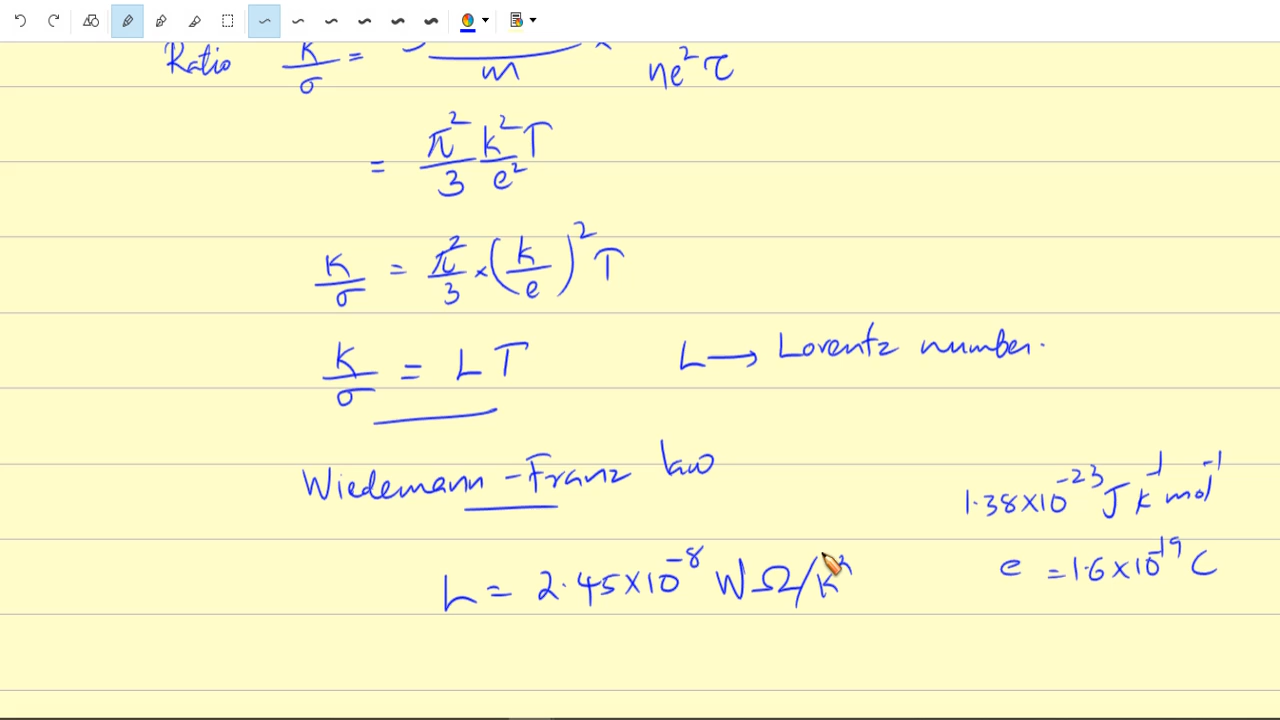 Ratio K/σ = /m × /ne²τ
= π²/3 k²T/e²
K/σ = π²/3 × (k/e)² T
K/σ = LT L → Lorentz number.
Wiedemann - Franz law
1.38×10⁻²³ J K⁻¹ mol⁻¹
e = 1.6×10⁻¹⁹ C
L = 2.45×10⁻⁸ WΩ/K²